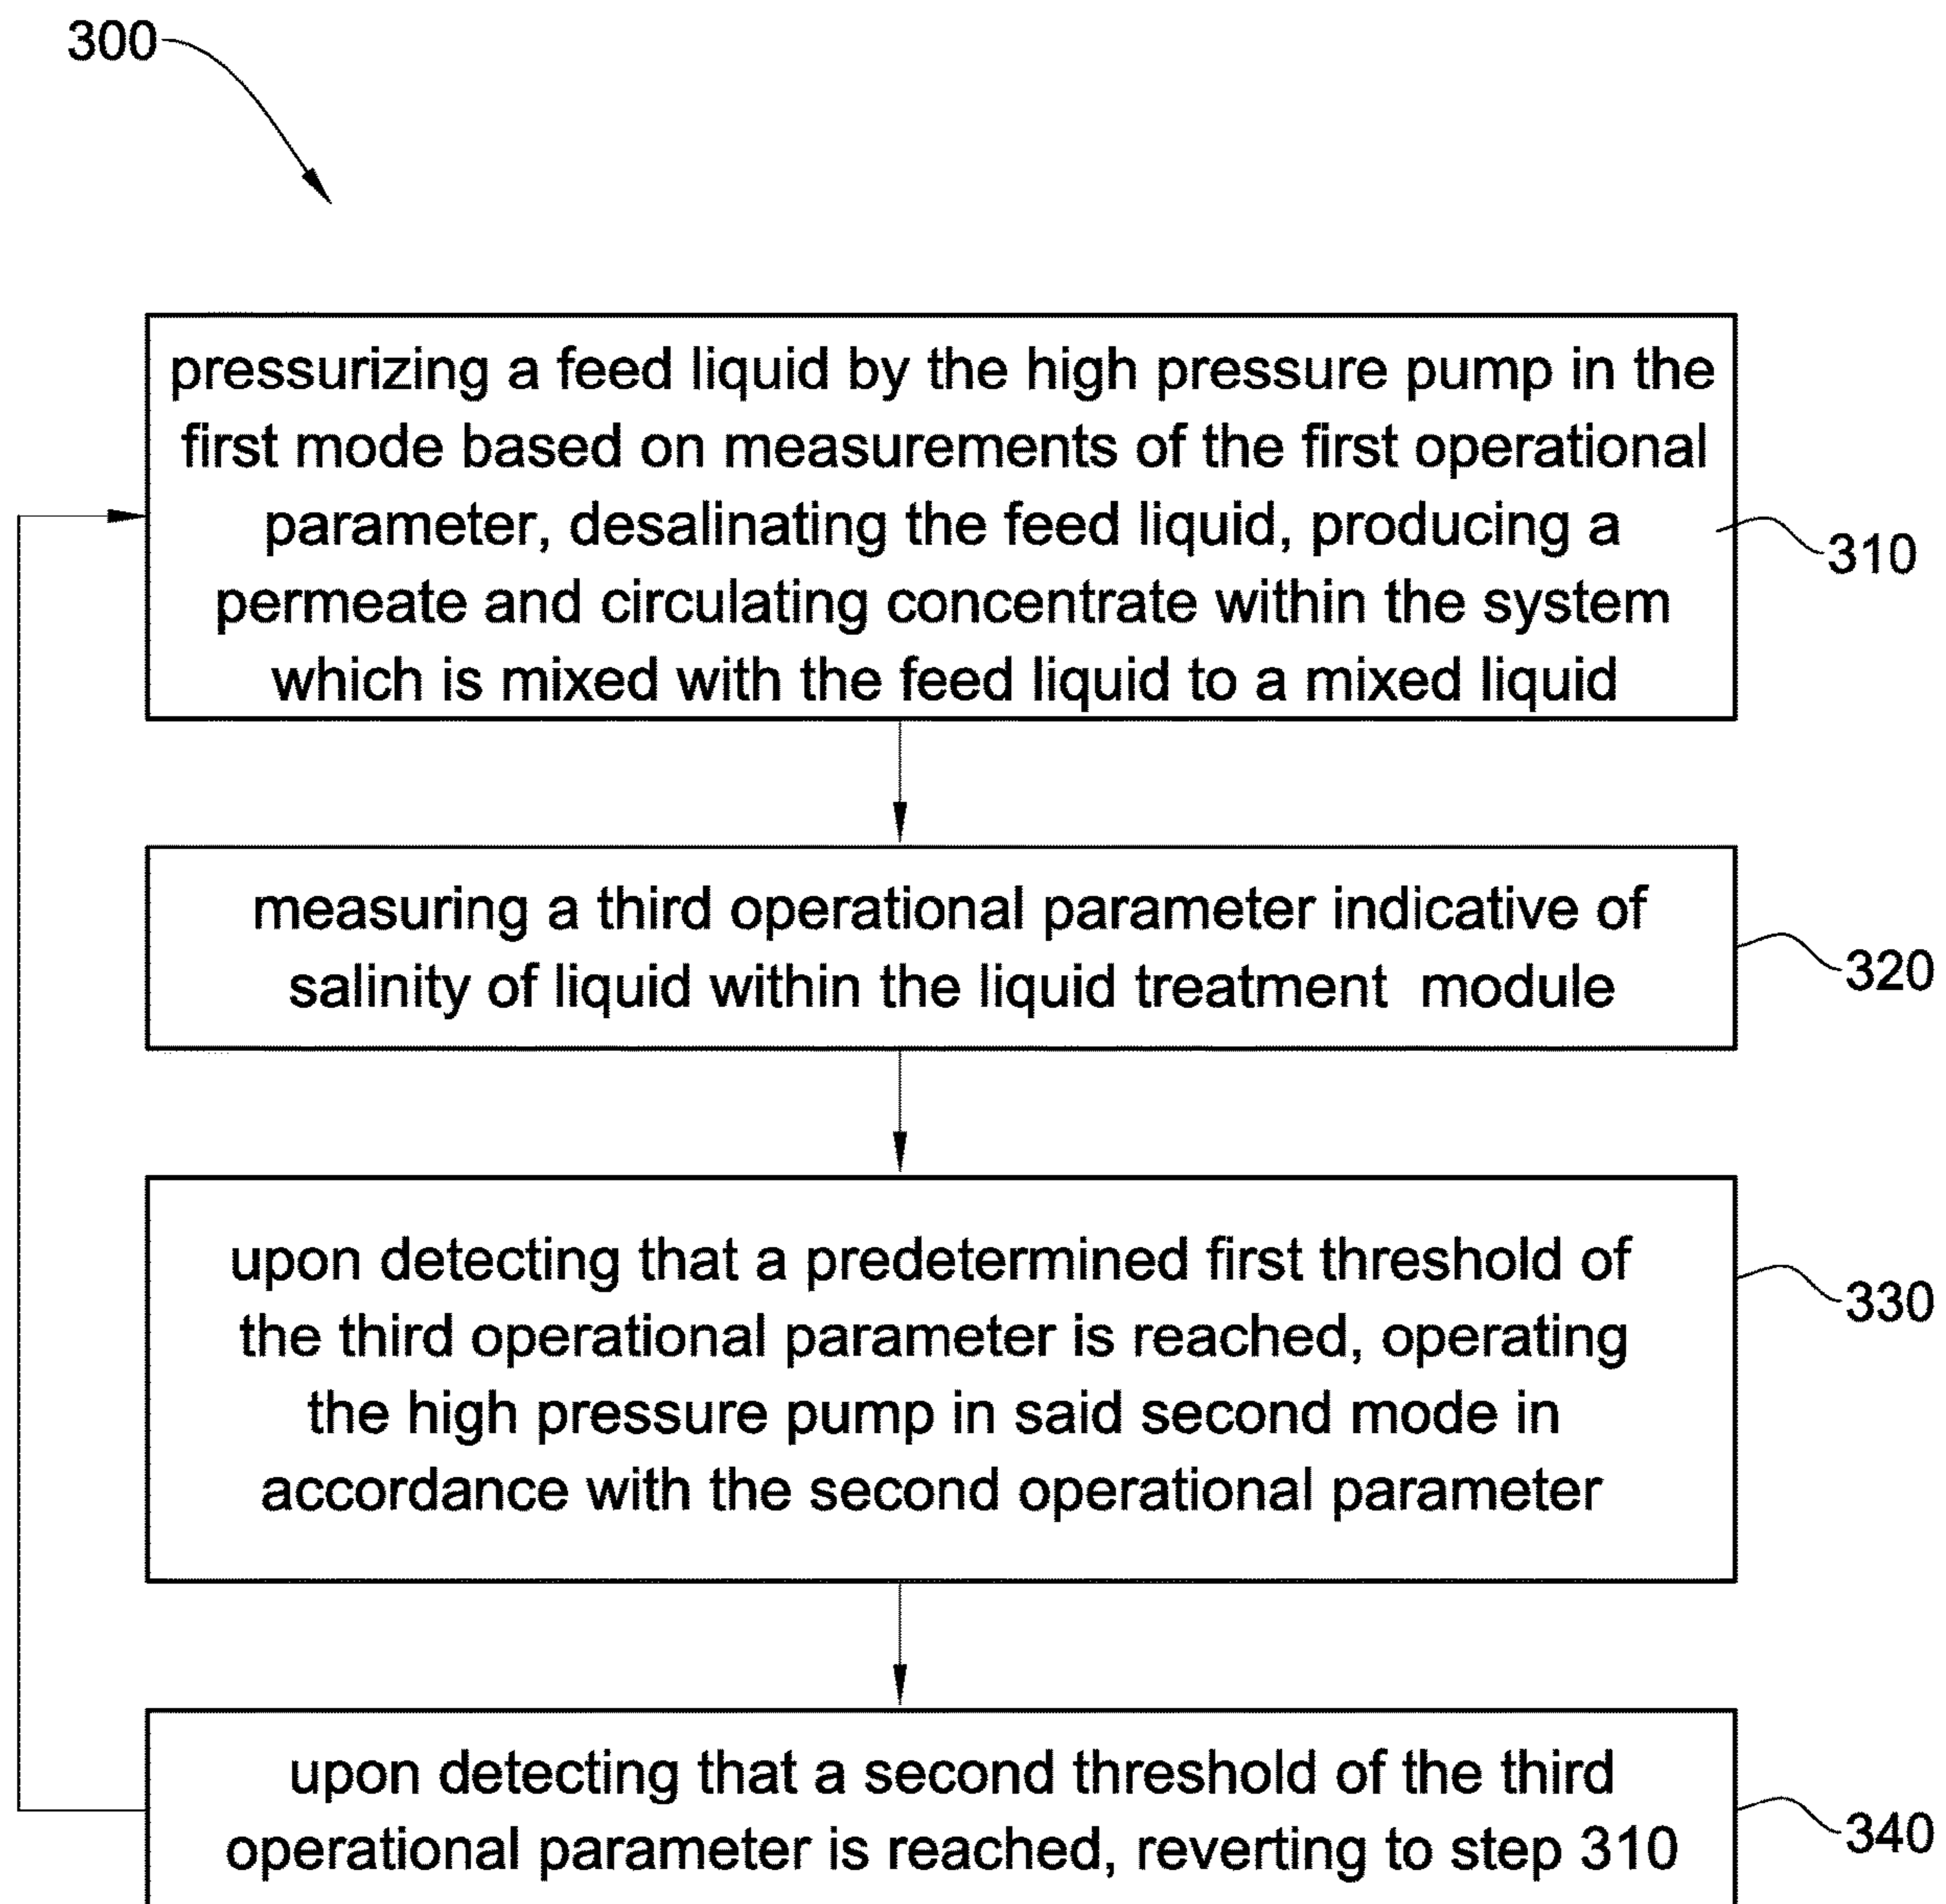 300
pressurizing a feed liquid by the high pressure pump in the
first mode based on measurements of the first operational
parameter, desalinating the feed liquid, producing a
permeate and circulating concentrate within the system
which is mixed with the feed liquid to a mixed liquid
310
measuring a third operational parameter indicative of
salinity of liquid within the liquid treatment module
320
upon detecting that a predetermined first threshold of
the third operational parameter is reached, operating
the high pressure pump in said second mode in
accordance with the second operational parameter
330
upon detecting that a second threshold of the third
operational parameter is reached, reverting to step 310
340